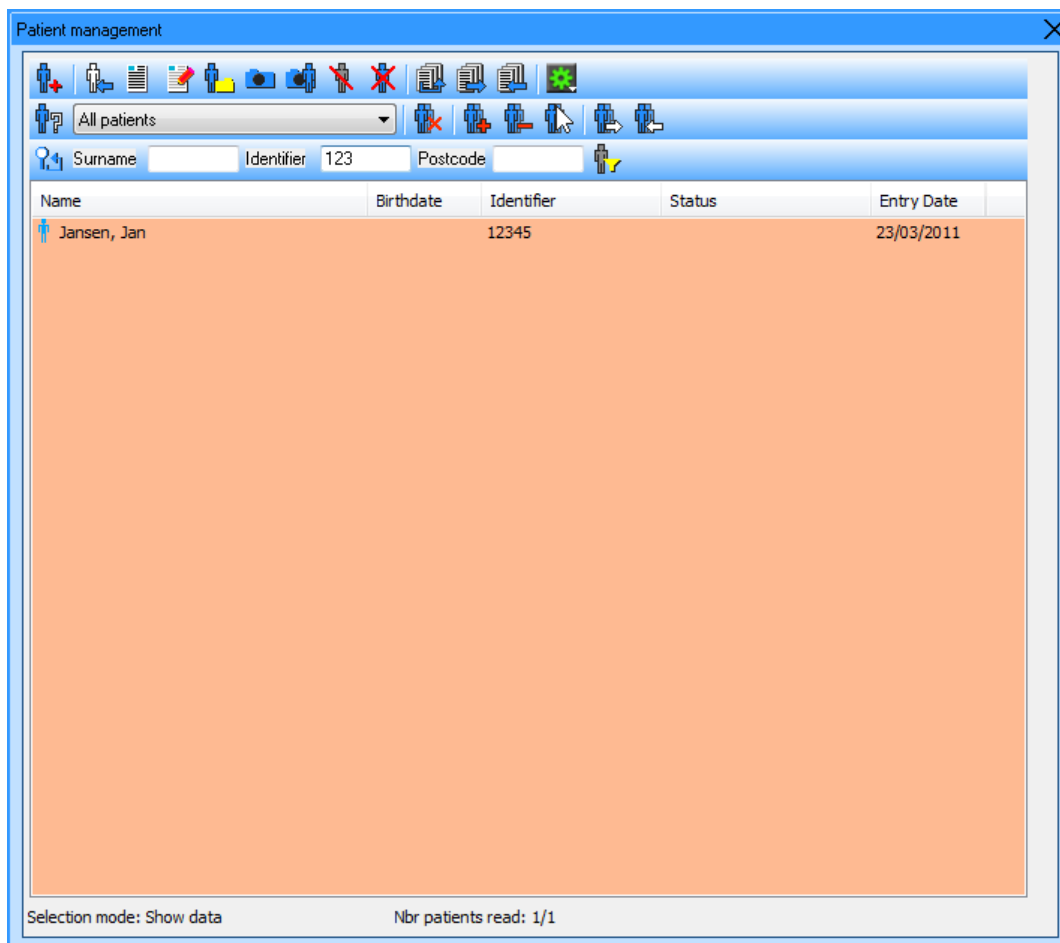 Patient management
All patients
Surname Identifier 123 Postcode
Name Birthdate Identifier Status Entry Date
Jansen, Jan 12345 23/03/2011
Selection mode: Show data Nbr patients read: 1/1